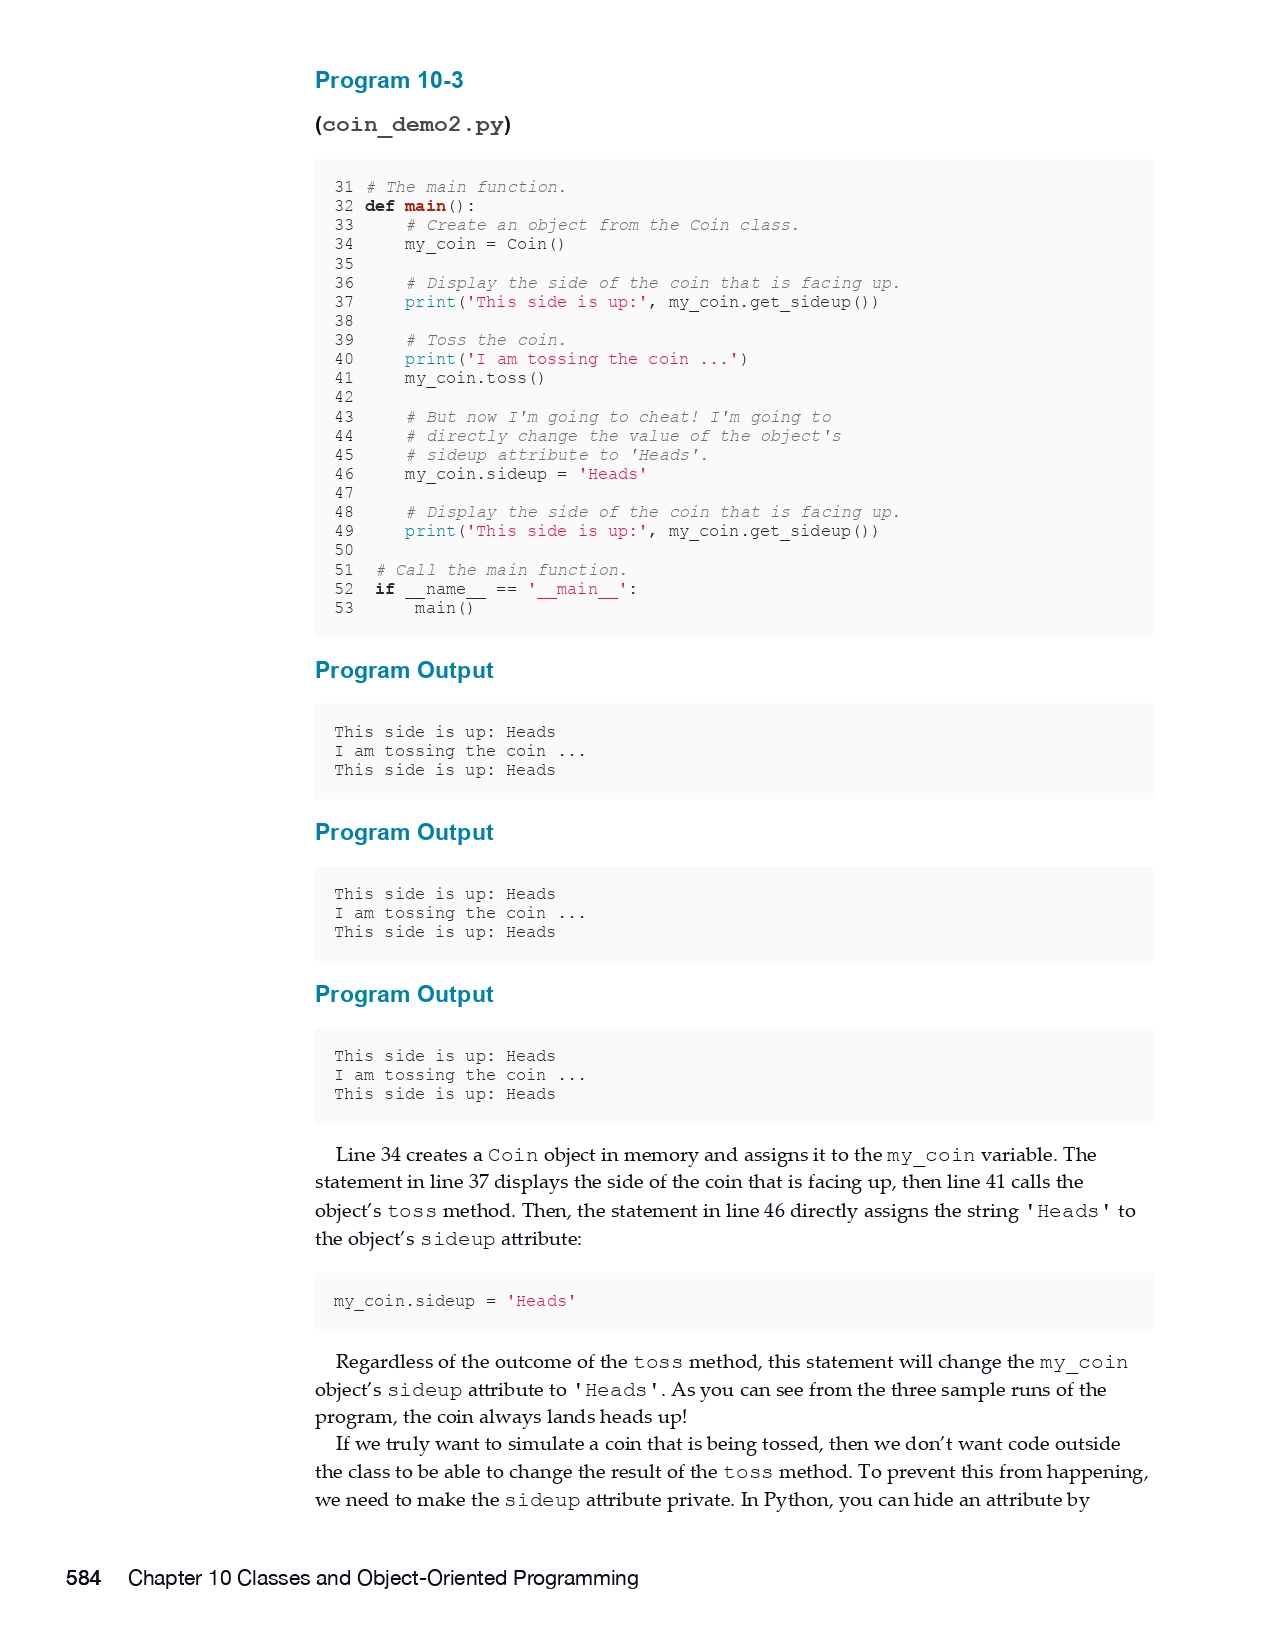 Program 10-3
(coin_demo2.py)
31 # The main function.
32 def main():
33     # Create an object from the Coin class.
34     my_coin = Coin()
35
36     # Display the side of the coin that is facing up.
37     print('This side is up:', my_coin.get_sideup())
38
39     # Toss the coin.
40     print('I am tossing the coin ...')
41     my_coin.toss()
42
43     # But now I'm going to cheat! I'm going to
44     # directly change the value of the object's
45     # sideup attribute to 'Heads'.
46     my_coin.sideup = 'Heads'
47
48     # Display the side of the coin that is facing up.
49     print('This side is up:', my_coin.get_sideup())
50
51  # Call the main function.
52  if __name__ == '__main__':
53      main()
Program Output
This side is up: Heads
I am tossing the coin ...
This side is up: Heads
Program Output
This side is up: Heads
I am tossing the coin ...
This side is up: Heads
Program Output
This side is up: Heads
I am tossing the coin ...
This side is up: Heads
Line 34 creates a Coin object in memory and assigns it to the my_coin variable. The
statement in line 37 displays the side of the coin that is facing up, then line 41 calls the
object’s toss method. Then, the statement in line 46 directly assigns the string 'Heads' to
the object’s sideup attribute:
my_coin.sideup = 'Heads'
Regardless of the outcome of the toss method, this statement will change the my_coin
object’s sideup attribute to 'Heads'. As you can see from the three sample runs of the
program, the coin always lands heads up!
If we truly want to simulate a coin that is being tossed, then we don’t want code outside
the class to be able to change the result of the toss method. To prevent this from happening,
we need to make the sideup attribute private. In Python, you can hide an attribute by
584 Chapter 10 Classes and Object-Oriented Programming